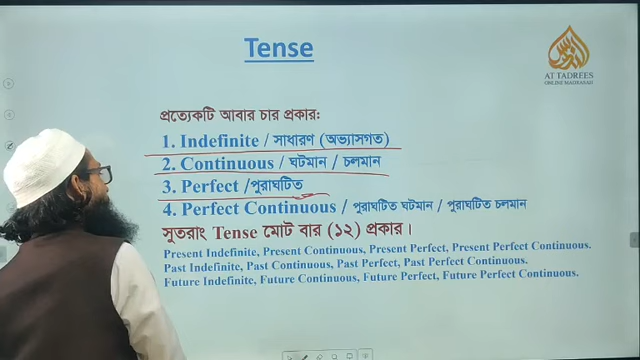 Tense
AT TADREES
ONLINE MADRASAH
প্রত্যেকটি আবার চার প্রকার:
1. Indefinite / সাধারণ (অভ্যাসগত)
2. Continuous / ঘটমান / চলমান
3. Perfect /পুরাঘটিত
4. Perfect Continuous / পুরাঘটিত ঘটমান / পুরাঘটিত চলমান
সুতরাং Tense মোট বার (১২) প্রকার।
Present Indefinite, Present Continuous, Present Perfect, Present Perfect Continuous.
Past Indefinite, Past Continuous, Past Perfect, Past Perfect Continuous.
Future Indefinite, Future Continuous, Future Perfect, Future Perfect Continuous.